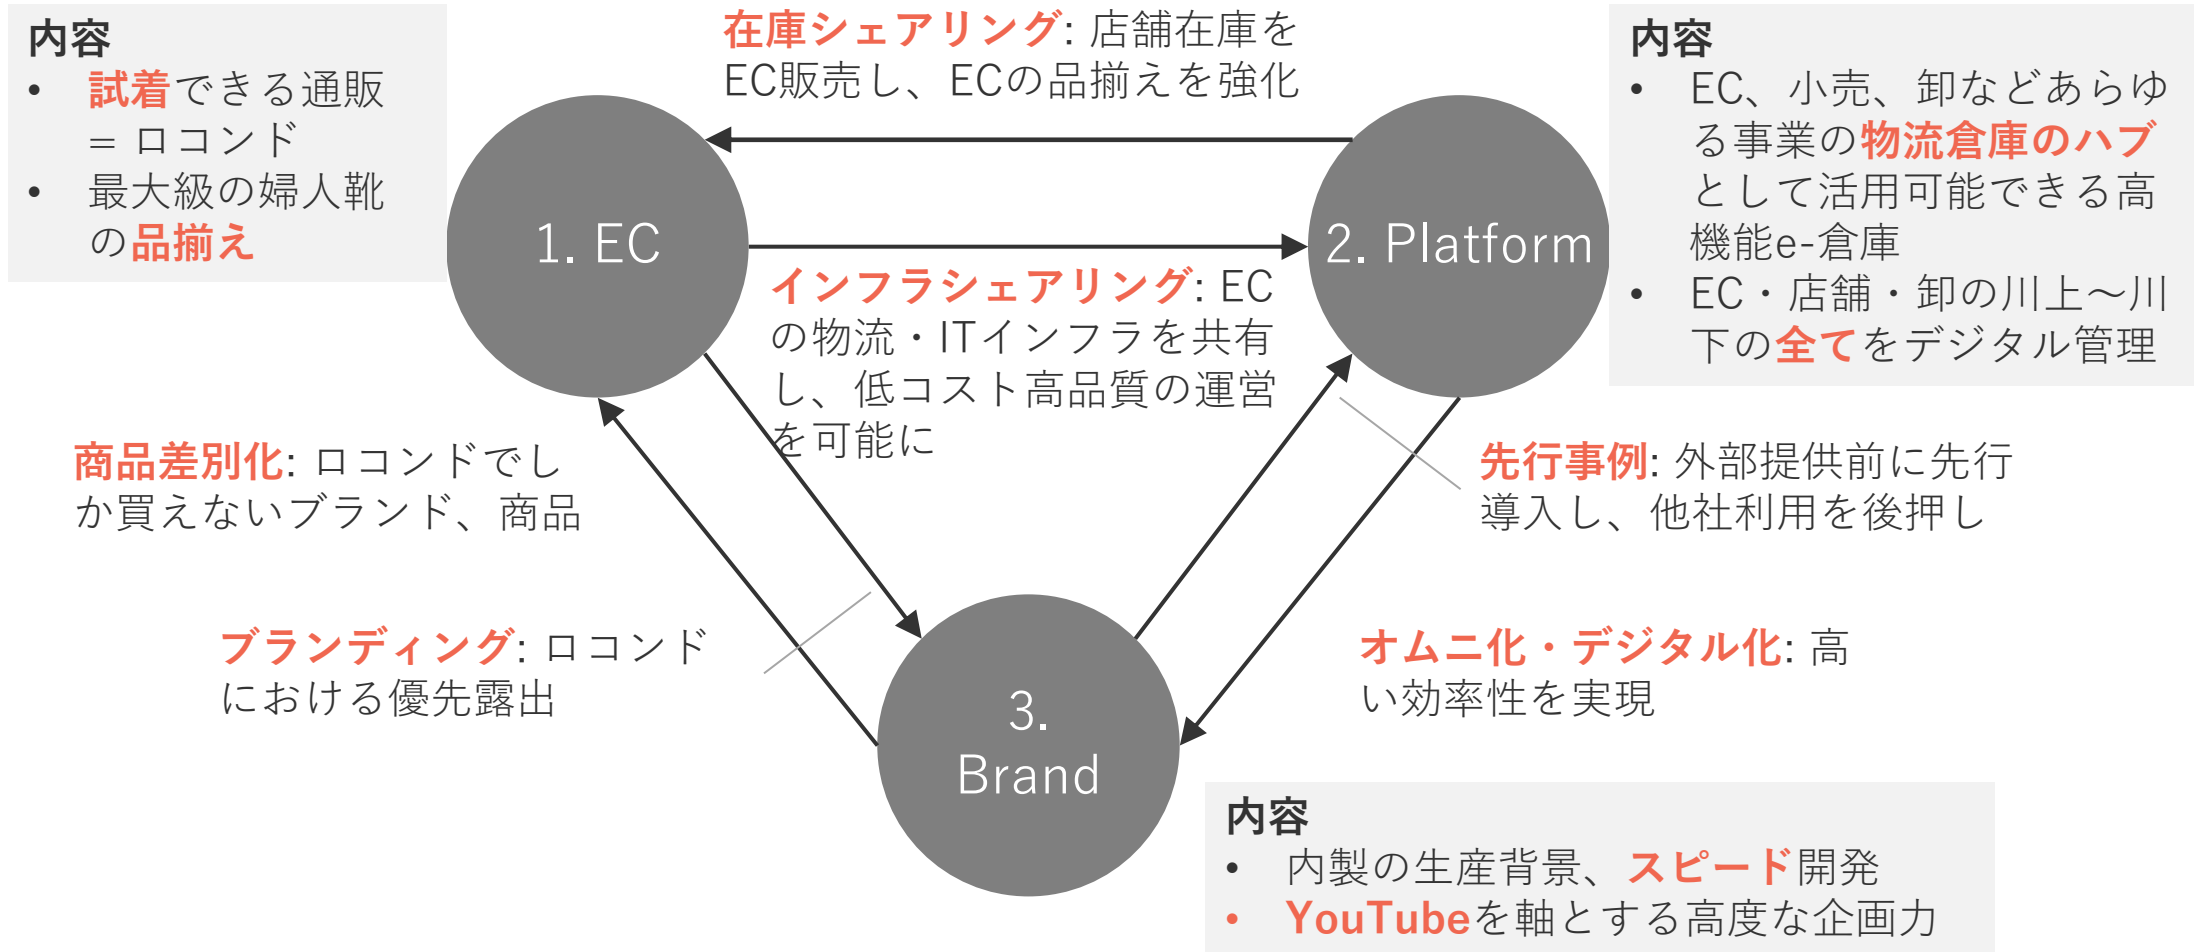 内容
• 試着できる通販
= ロコンド
• 最大級の婦人靴
の品揃え
在庫シェアリング: 店舗在庫を
EC販売し、ECの品揃えを強化
内容
• EC、小売、卸などあらゆ
る事業の物流倉庫のハブ
として活用可能できる高
機能e-倉庫
• EC・店舗・卸の川上～川
下の全てをデジタル管理
1. EC
2. Platform
インフラシェアリング: EC
の物流・ITインフラを共有
し、低コスト高品質の運営
を可能に
商品差別化: ロコンドでし
か買えないブランド、商品
先行事例: 外部提供前に先行
導入し、他社利用を後押し
ブランディング: ロコンド
における優先露出
オムニ化・デジタル化: 高
い効率性を実現
3.
Brand
内容
• 内製の生産背景、スピード開発
• YouTubeを軸とする高度な企画力